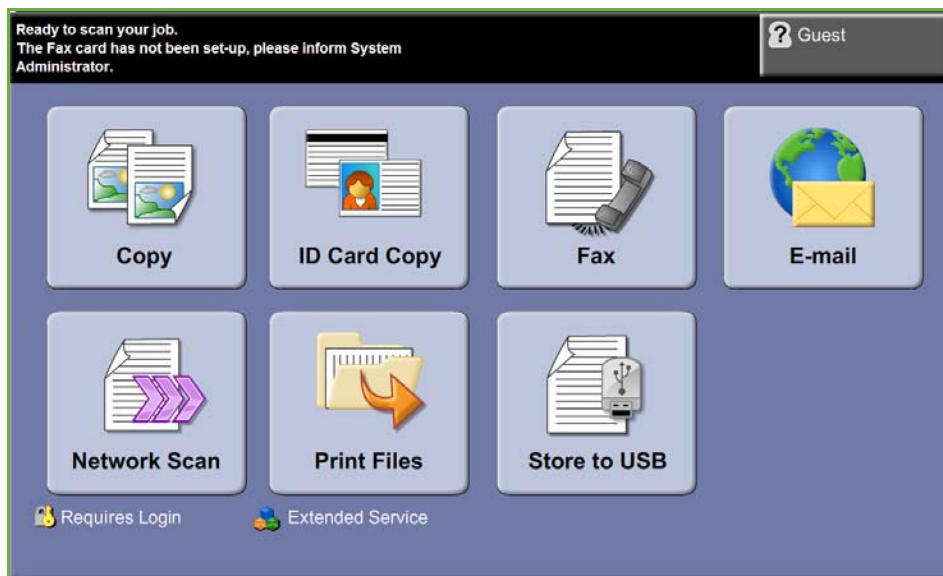 Ready to scan your job.
The Fax card has not been set-up, please inform System
Administrator.
Guest
Copy
ID Card Copy
Fax
E-mail
Network Scan
Print Files
Store to USB
Requires Login
Extended Service